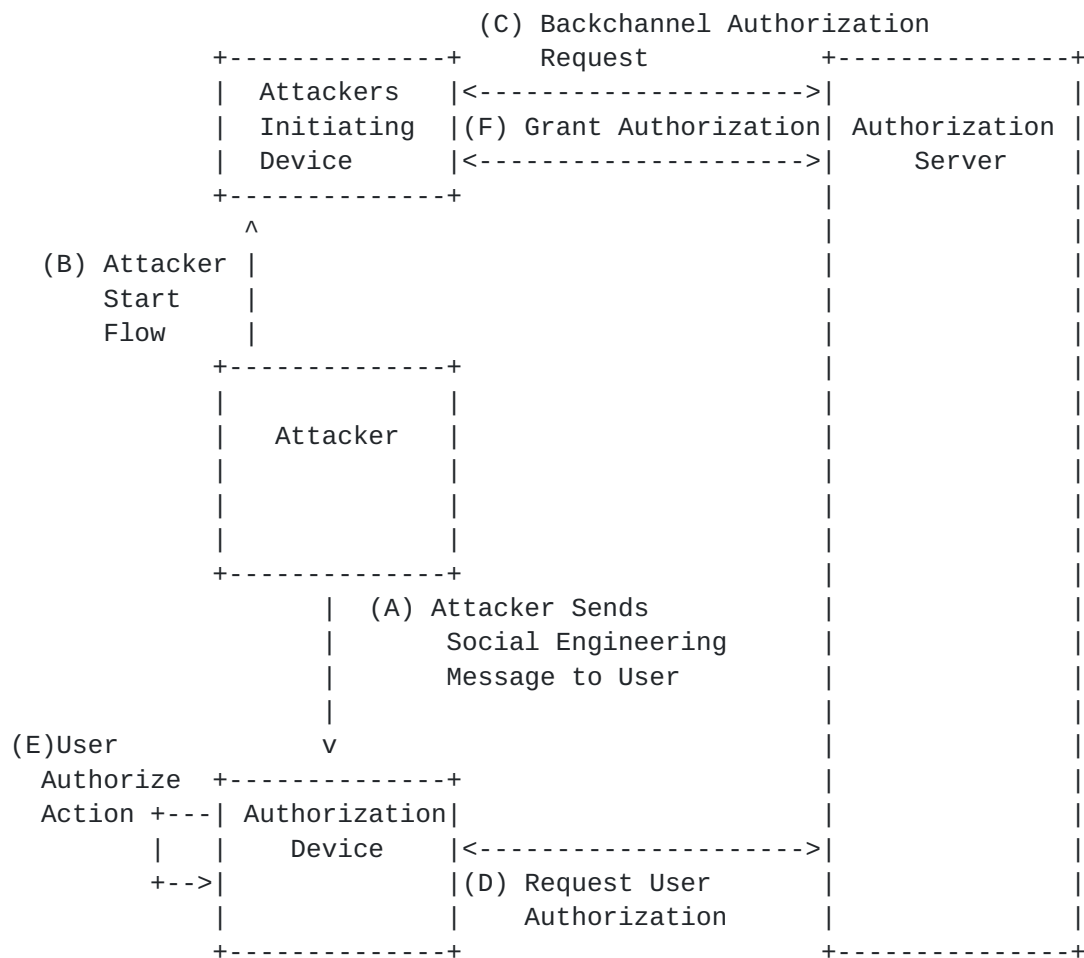 (C) Backchannel Authorization
Request
Attackers
Initiating
Device
(F) Grant Authorization
Authorization
Server
(B) Attacker
Start
Flow
Attacker
(A) Attacker Sends
Social Engineering
Message to User
(E)User
Authorize
Action
Authorization
Device
(D) Request User
Authorization